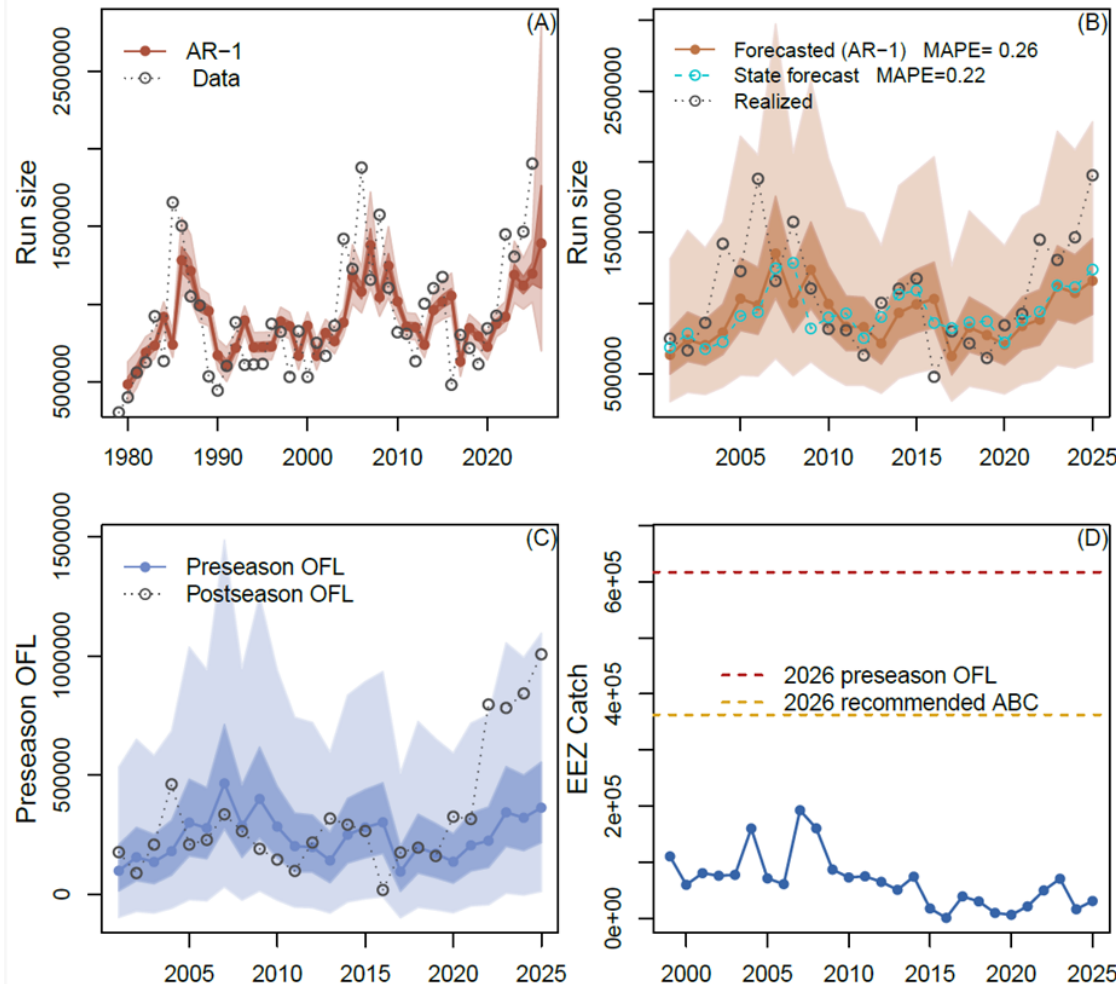 (A)
AR−1
Data
Run size
500000
1500000
2500000
1980 1990 2000 2010 2020
(B)
Forecasted (AR−1) MAPE= 0.26
State forecast MAPE=0.22
Realized
Run size
500000
1500000
2500000
2005 2010 2015 2020 2025
(C)
Preseason OFL
Postseason OFL
Preseason OFL
0
500000
1000000
1500000
2005 2010 2015 2020 2025
(D)
2026 preseason OFL
2026 recommended ABC
EEZ Catch
0e+00
2e+05
4e+05
6e+05
2000 2005 2010 2015 2020 2025